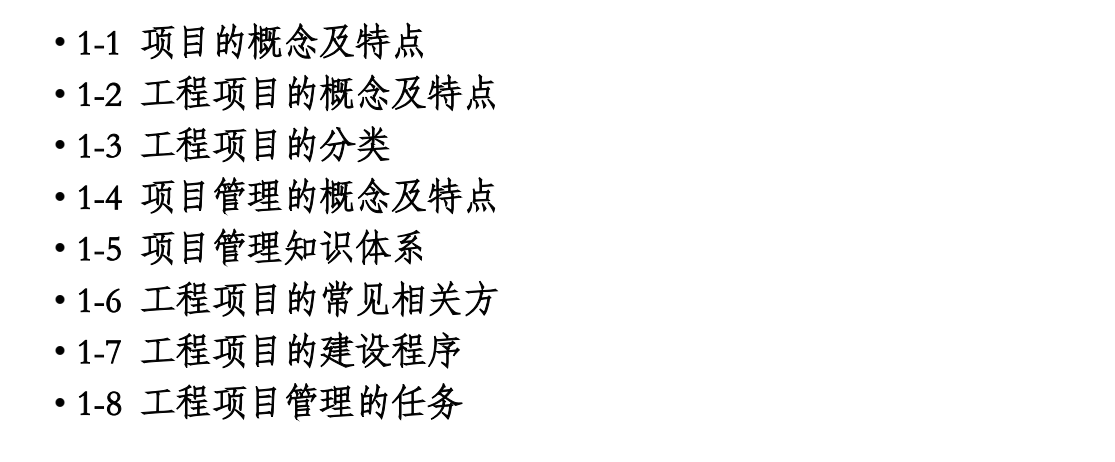 • 1-1 项目的概念及特点
• 1-2 工程项目的概念及特点
• 1-3 工程项目的分类
• 1-4 项目管理的概念及特点
• 1-5 项目管理知识体系
• 1-6 工程项目的常见相关方
• 1-7 工程项目的建设程序
• 1-8 工程项目管理的任务